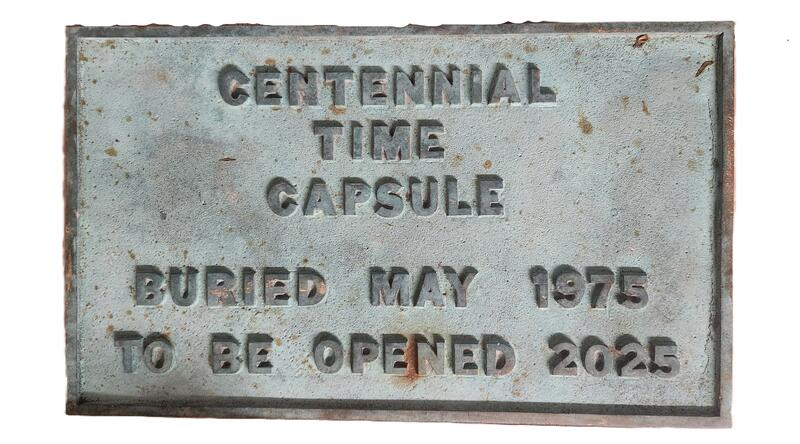 CENTENNIAL
TIME
CAPSULE
BURIED MAY 1975
TO BE OPENED 2025